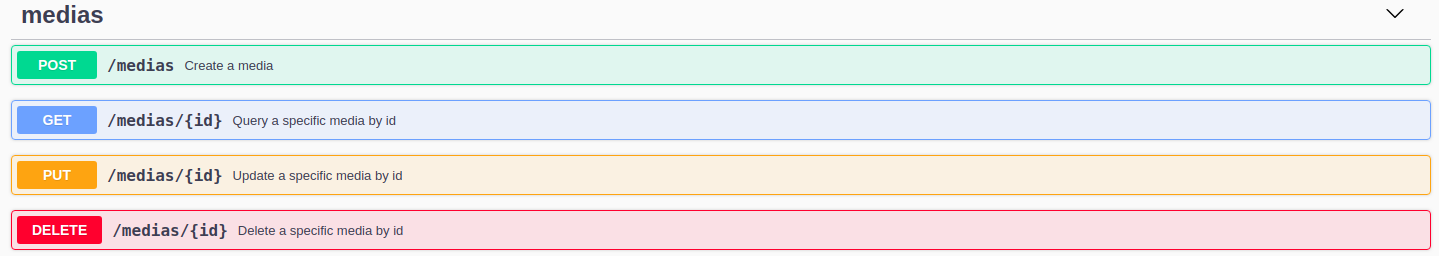 medias
POST /medias Create a media
GET /medias/{id} Query a specific media by id
PUT /medias/{id} Update a specific media by id
DELETE /medias/{id} Delete a specific media by id